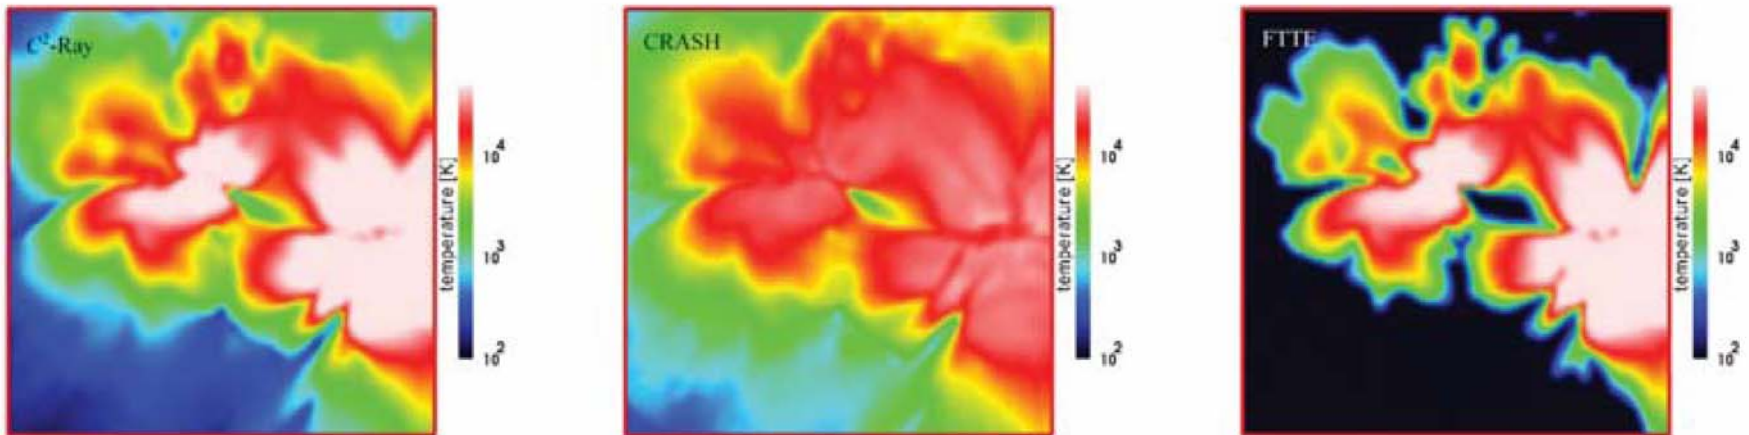 C²-Ray
10⁴
10³
10²
temperature [K]
CRASH
10⁴
10³
10²
temperature [K]
FTTE
10⁴
10³
10²
temperature [K]